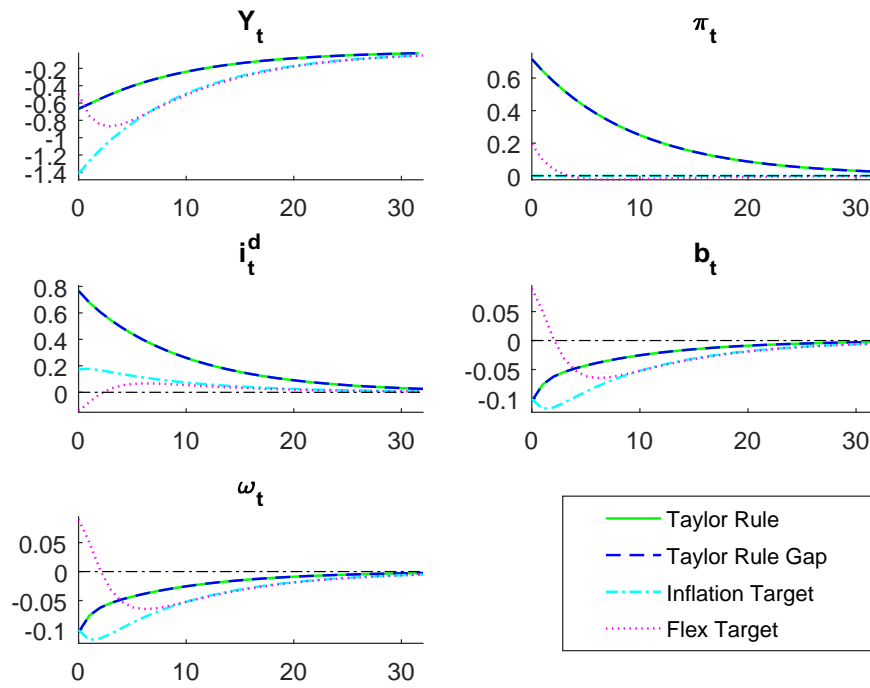 Y_t
-0.2
-0.4
-0.6
-0.8
-1
-1.2
-1.4
0 10 20 30
π_t
0.6
0.4
0.2
0
0 10 20 30
i_t^d
0.8
0.6
0.4
0.2
0
0 10 20 30
b_t
0.05
0
-0.05
-0.1
0 10 20 30
ω_t
0.05
0
-0.05
-0.1
0 10 20 30
Taylor Rule
Taylor Rule Gap
Inflation Target
Flex Target